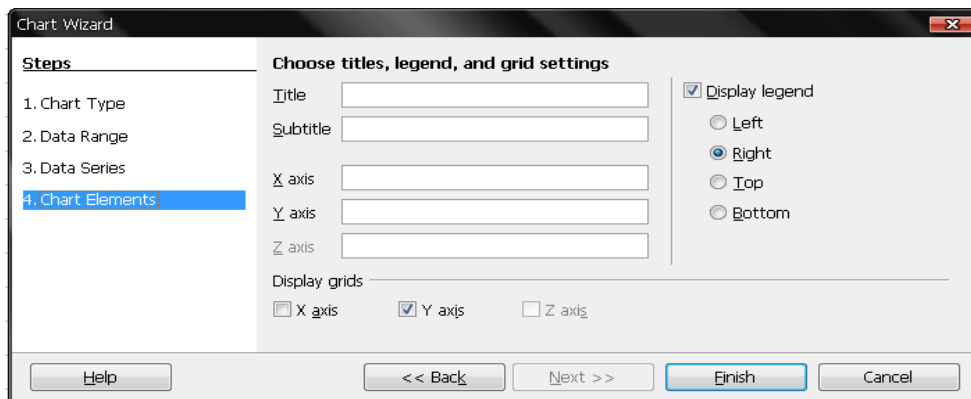 Chart Wizard
Steps
1. Chart Type
2. Data Range
3. Data Series
4. Chart Elements
Choose titles, legend, and grid settings
Title
Subtitle
X axis
Y axis
Z axis
Display legend
Left
Right
Top
Bottom
Display grids
X axis
Y axis
Z axis
Help
<< Back
Next >>
Finish
Cancel